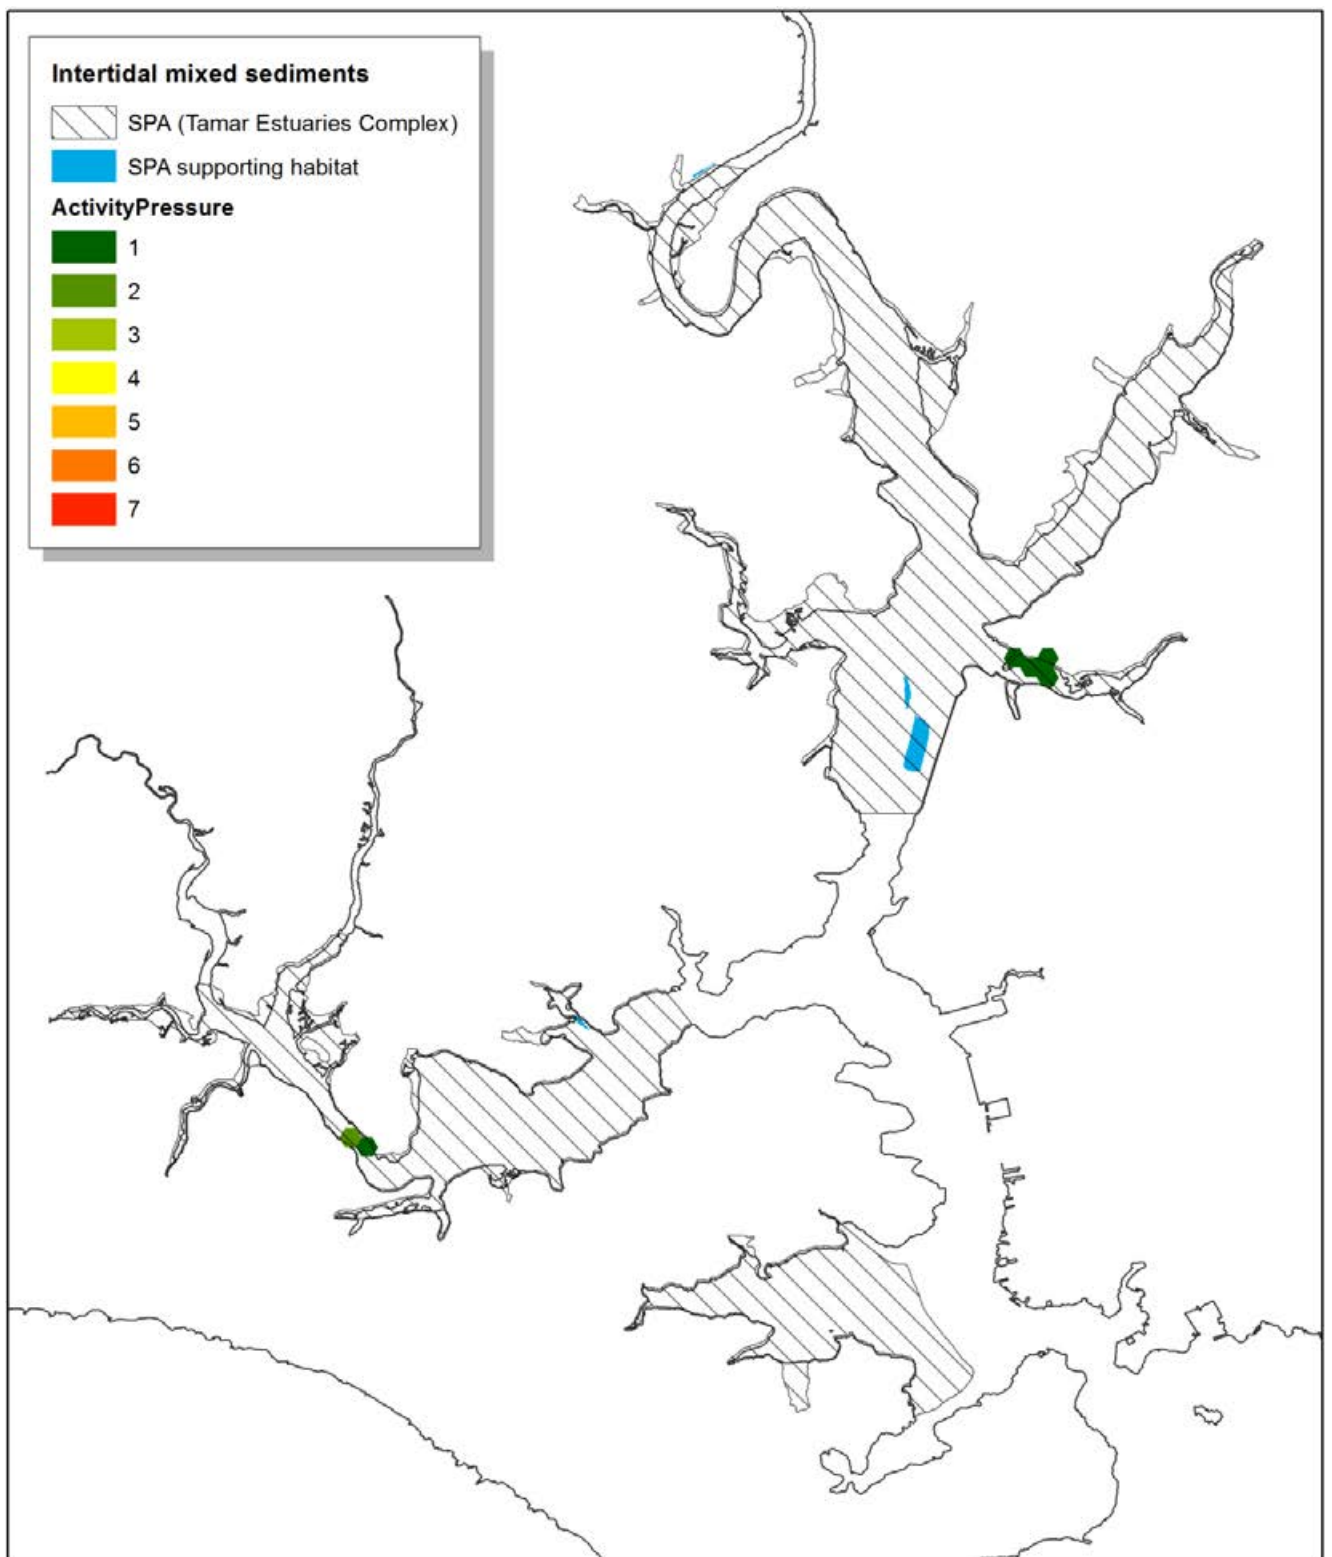 Intertidal mixed sediments
SPA (Tamar Estuaries Complex)
SPA supporting habitat
ActivityPressure
1
2
3
4
5
6
7